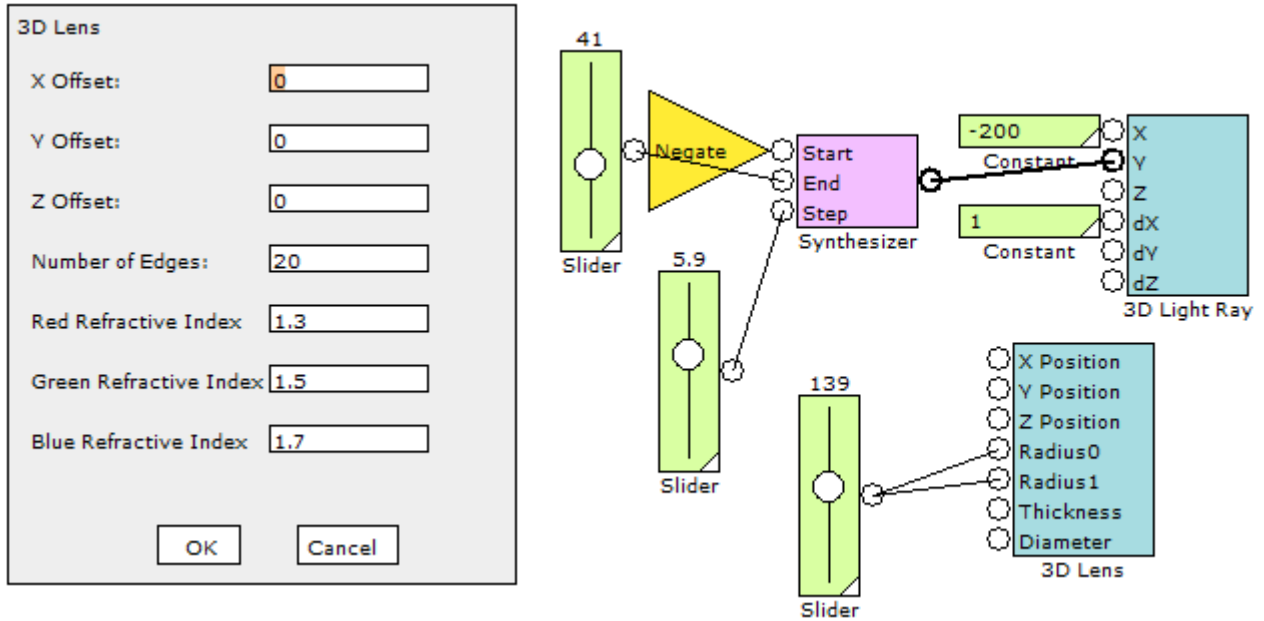 3D Lens
X Offset: 0
Y Offset: 0
Z Offset: 0
Number of Edges: 20
Red Refractive Index 1.3
Green Refractive Index 1.5
Blue Refractive Index 1.7
OK Cancel
41
Slider
Negate
5.9
Slider
Start
End
Step
Synthesizer
139
Slider
-200
Constant
1
Constant
X
Y
Z
dX
dY
dZ
3D Light Ray
X Position
Y Position
Z Position
Radius0
Radius1
Thickness
Diameter
3D Lens